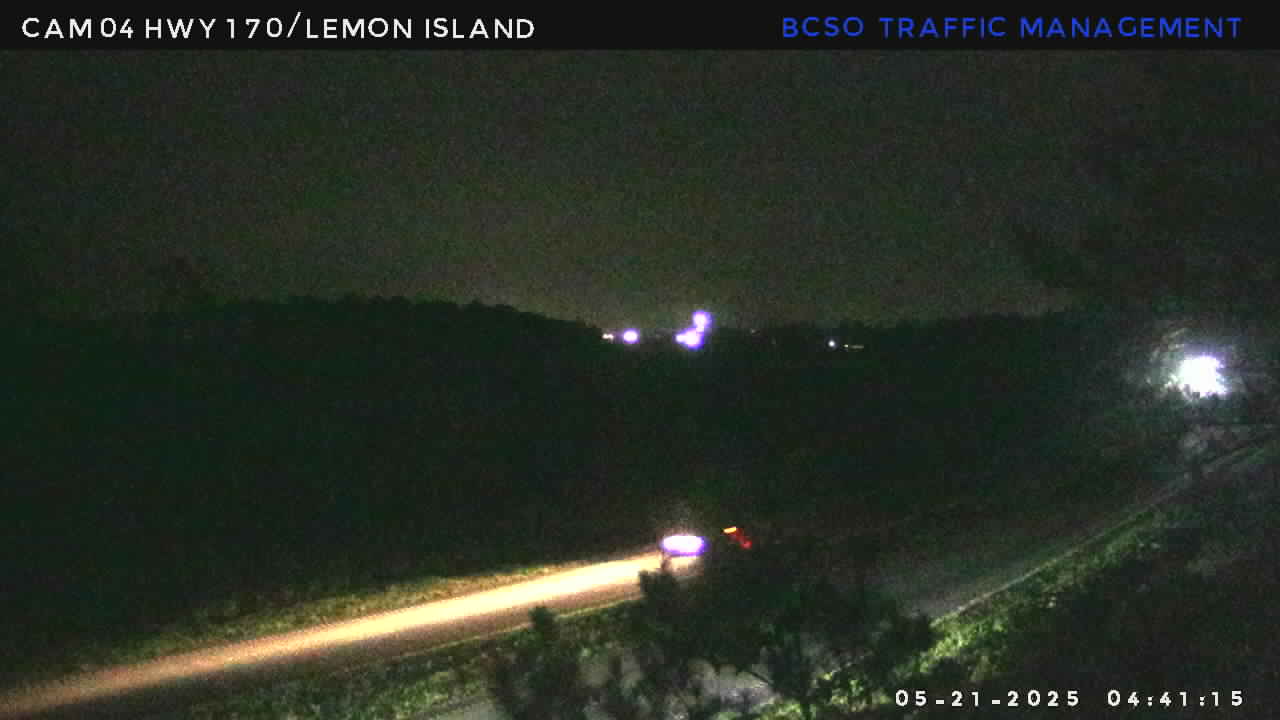 CAM04 HWY 170/LEMON ISLAND
BCSO TRAFFIC MANAGEMENT
05-21-2025 04:41:15